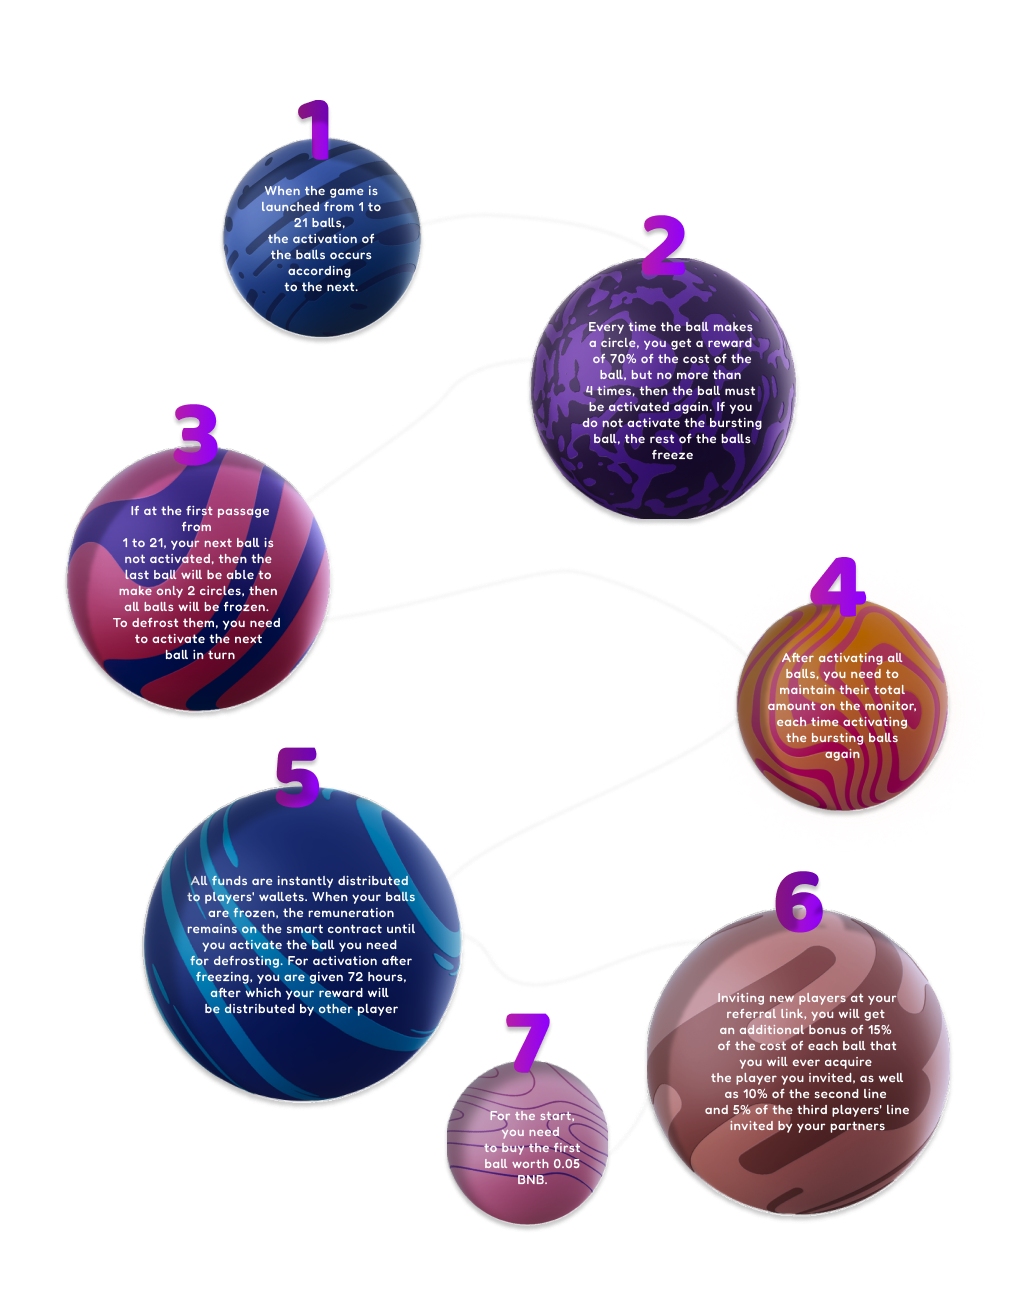 1
When the game is
launched from 1 to
21 balls,
the activation of
the balls occurs
according
to the next.
2
Every time the ball makes
a circle, you get a reward
of 70% of the cost of the
ball, but no more than
4 times, then the ball must
be activated again. If you
do not activate the bursting
ball, the rest of the balls
freeze
3
If at the first passage
from
1 to 21, your next ball is
not activated, then the
last ball will be able to
make only 2 circles, then
all balls will be frozen.
To defrost them, you need
to activate the next
ball in turn
4
After activating all
balls, you need to
maintain their total
amount on the monitor,
each time activating
the bursting balls
again
5
All funds are instantly distributed
to players' wallets. When your balls
are frozen, the remuneration
remains on the smart contract until
you activate the ball you need
for defrosting. For activation after
freezing, you are given 72 hours,
after which your reward will
be distributed by other player
6
Inviting new players at your
referral link, you will get
an additional bonus of 15%
of the cost of each ball that
you will ever acquire
the player you invited, as well
as 10% of the second line
and 5% of the third players' line
invited by your partners
7
For the start,
you need
to buy the first
ball worth 0.05
BNB.